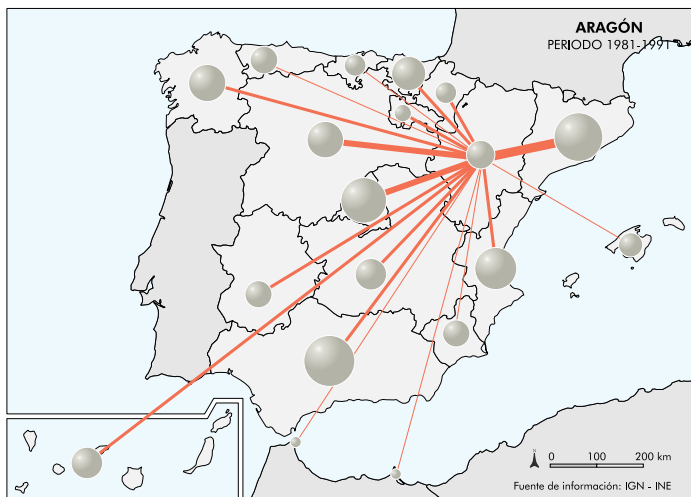 ARAGÓN
PERIODO 1981-1991
N
0 100 200 km
Fuente de información: IGN - INE